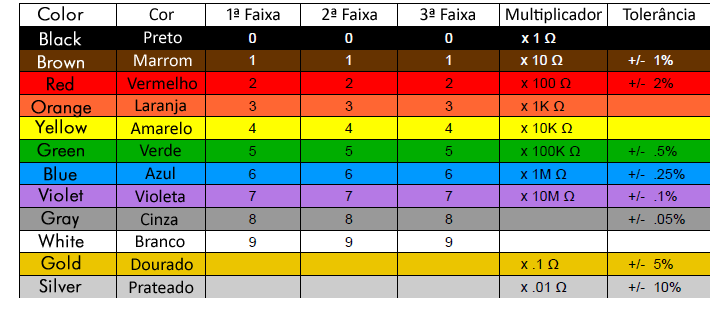 Color Cor 1ª Faixa 2ª Faixa 3ª Faixa Multiplicador Tolerância
Black Preto 0 0 0 x 1 Ω
Brown Marrom 1 1 1 x 10 Ω +/- 1%
Red Vermelho 2 2 2 x 100 Ω +/- 2%
Orange Laranja 3 3 3 x 1K Ω
Yellow Amarelo 4 4 4 x 10K Ω
Green Verde 5 5 5 x 100K Ω +/- .5%
Blue Azul 6 6 6 x 1M Ω +/- .25%
Violet Violeta 7 7 7 x 10M Ω +/- .1%
Gray Cinza 8 8 8 +/- .05%
White Branco 9 9 9
Gold Dourado x .1 Ω +/- 5%
Silver Prateado x .01 Ω +/- 10%